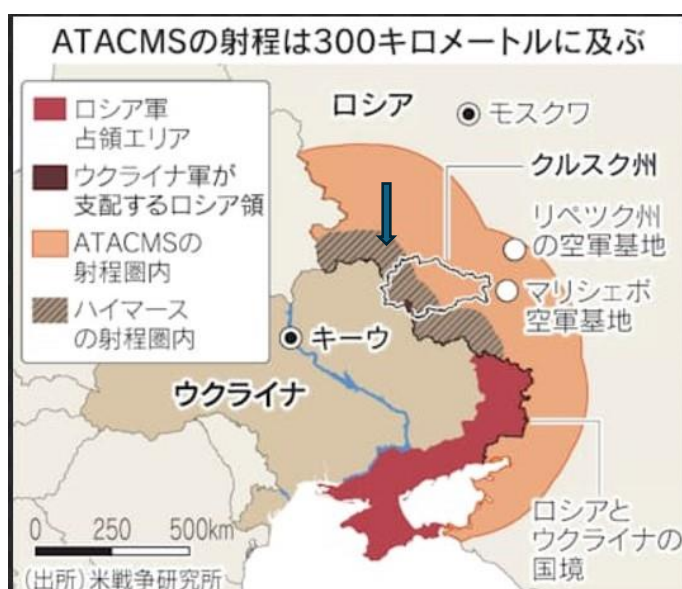 ATACMSの射程は300キロメートルに及ぶ
ロシア軍
占領エリア
ウクライナ軍が
支配するロシア領
ATACMSの
射程圏内
ハイマース
の射程圏内
ロシア
モスクワ
クルスク州
リペツク州
の空軍基地
マリシェボ
空軍基地
キーウ
ウクライナ
ロシアと
ウクライナの
国境
0 250 500km
(出所)米戦争研究所